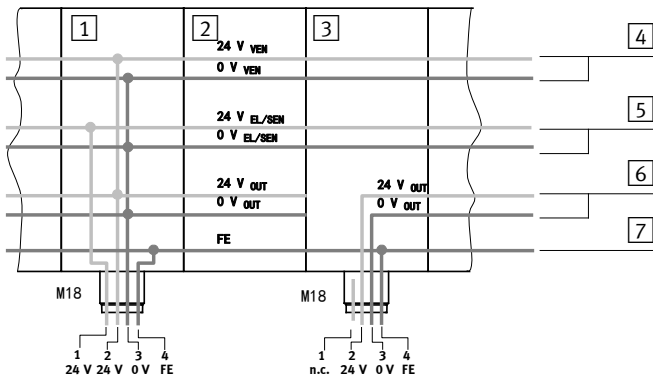 1 2 3 4
24 V VEN
0 V VEN
5
24 V EL/SEN
0 V EL/SEN
6
24 V OUT 24 V OUT
0 V OUT 0 V OUT
7
FE
M18 M18
1 2 3 4 1 2 3 4
24 V 24 V 0 V FE n.c. 24 V 0 V FE